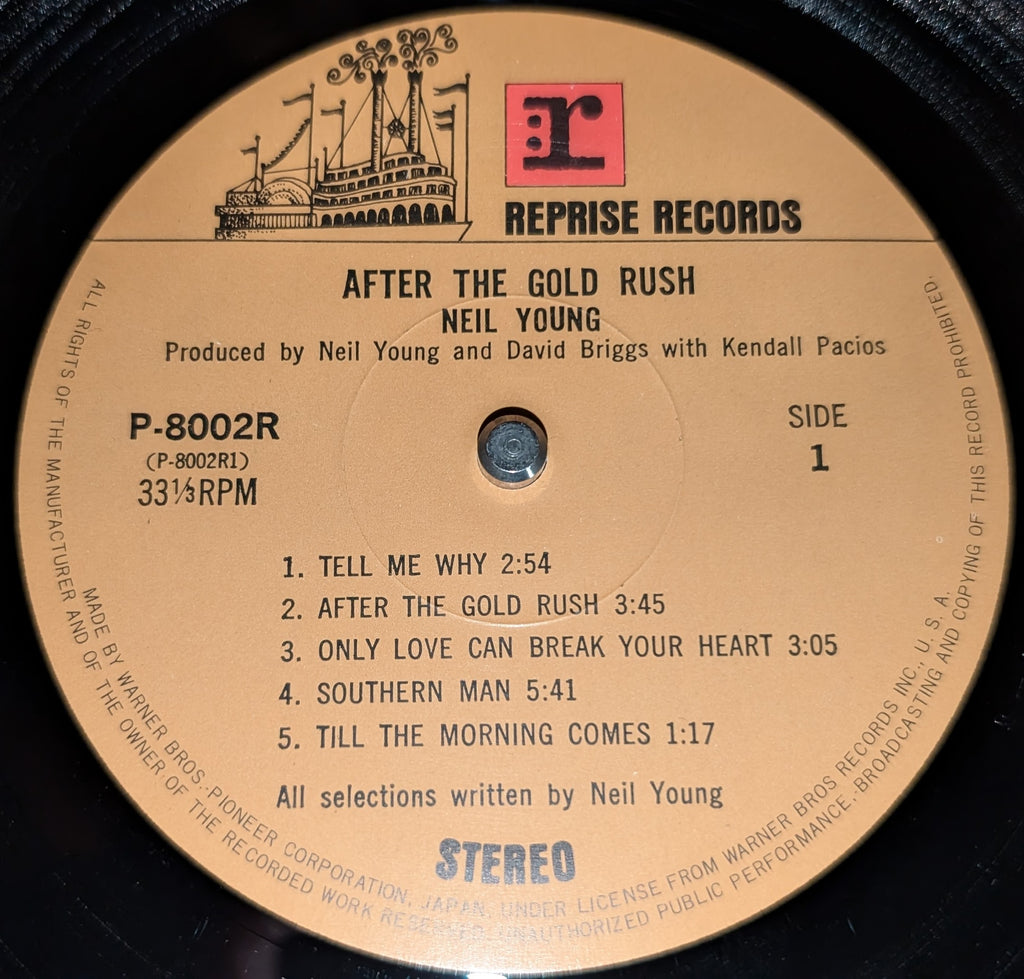 r
REPRISE RECORDS
AFTER THE GOLD RUSH
NEIL YOUNG
Produced by Neil Young and David Briggs with Kendall Pacios
P-8002R
(P-8002R1)
33⅓RPM
SIDE
1
1. TELL ME WHY 2:54
2. AFTER THE GOLD RUSH 3:45
3. ONLY LOVE CAN BREAK YOUR HEART 3:05
4. SOUTHERN MAN 5:41
5. TILL THE MORNING COMES 1:17
All selections written by Neil Young
STEREO
MADE BY WARNER BROS.-PIONEER CORPORATION, JAPAN, UNDER LICENSE FROM WARNER BROS RECORDS INC., U. S. A.
ALL RIGHTS OF THE MANUFACTURER AND OF THE OWNER OF THE RECORDED WORK RESERVED. UNAUTHORIZED PUBLIC PERFORMANCE, BROADCASTING AND COPYING OF THIS RECORD PROHIBITED.